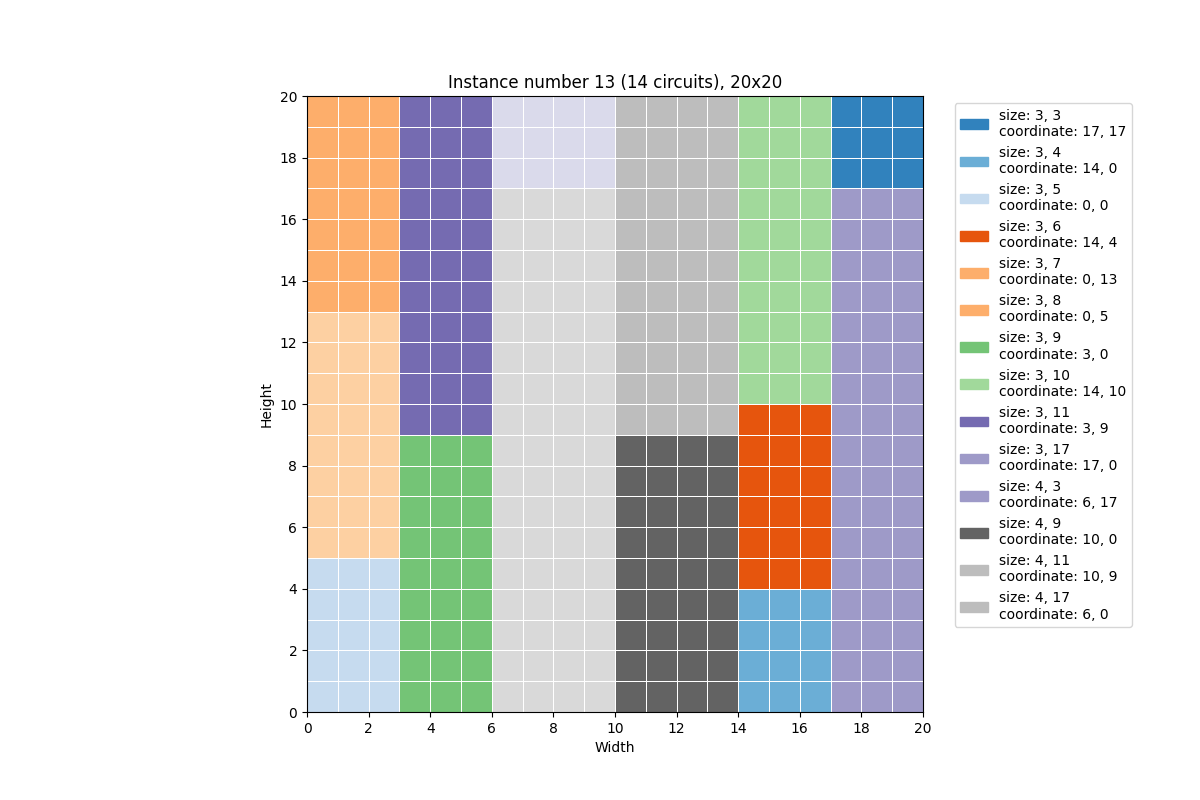 Instance number 13 (14 circuits), 20x20
20
18
16
14
12
10
8
6
4
2
0
Height
0 2 4 6 8 10 12 14 16 18 20
Width
size: 3, 3
coordinate: 17, 17
size: 3, 4
coordinate: 14, 0
size: 3, 5
coordinate: 0, 0
size: 3, 6
coordinate: 14, 4
size: 3, 7
coordinate: 0, 13
size: 3, 8
coordinate: 0, 5
size: 3, 9
coordinate: 3, 0
size: 3, 10
coordinate: 14, 10
size: 3, 11
coordinate: 3, 9
size: 3, 17
coordinate: 17, 0
size: 4, 3
coordinate: 6, 17
size: 4, 9
coordinate: 10, 0
size: 4, 11
coordinate: 10, 9
size: 4, 17
coordinate: 6, 0